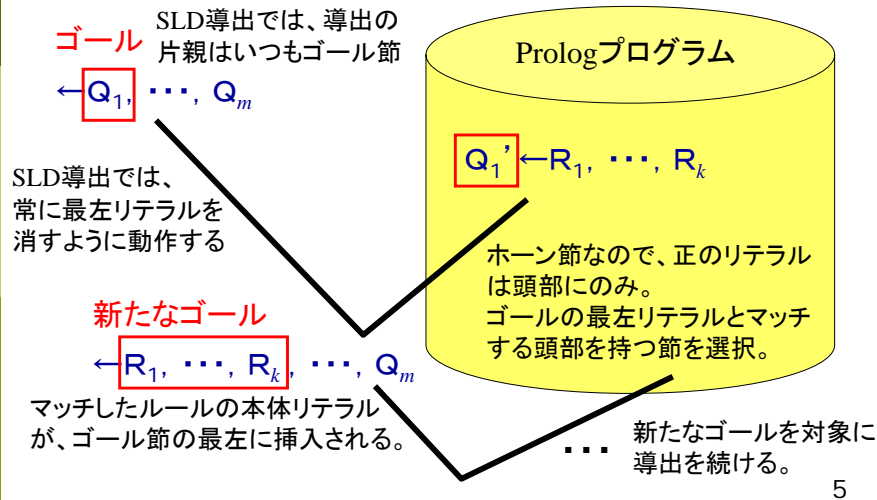 ゴール
SLD導出では、導出の
片親はいつもゴール節
←Q1, ・・・, Qm
Prologプログラム
Q1’←R1, ・・・, Rk
SLD導出では、
常に最左リテラルを
消すように動作する
ホーン節なので、正のリテラル
は頭部にのみ。
ゴールの最左リテラルとマッチ
する頭部を持つ節を選択。
新たなゴール
←R1, ・・・, Rk, ・・・, Qm
マッチしたルールの本体リテラル
が、ゴール節の最左に挿入される。
・・・
新たなゴールを対象に
導出を続ける。
5